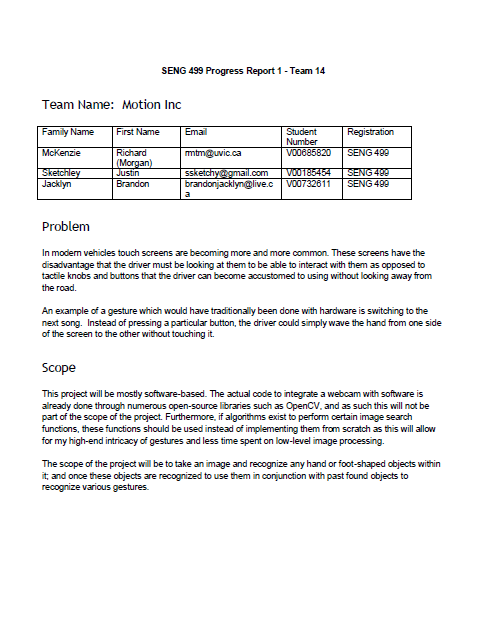 SENG 499 Progress Report 1 - Team 14
Team Name: Motion Inc
Family Name First Name Email Student Number Registration
McKenzie Richard (Morgan) rmtm@uvic.ca V00685820 SENG 499
Sketchley Justin ssketchy@gmail.com V00185454 SENG 499
Jacklyn Brandon brandonjacklyn@live.ca V00732611 SENG 499
Problem
In modern vehicles touch screens are becoming more and more common. These screens have the
disadvantage that the driver must be looking at them to be able to interact with them as opposed to
tactile knobs and buttons that the driver can become accustomed to using without looking away from
the road.
An example of a gesture which would have traditionally been done with hardware is switching to the
next song. Instead of pressing a particular button, the driver could simply wave the hand from one side
of the screen to the other without touching it.
Scope
This project will be mostly software-based. The actual code to integrate a webcam with software is
already done through numerous open-source libraries such as OpenCV, and as such this will not be
part of the scope of the project. Furthermore, if algorithms exist to perform certain image search
functions, these functions should be used instead of implementing them from scratch as this will allow
for my high-end intricacy of gestures and less time spent on low-level image processing.
The scope of the project will be to take an image and recognize any hand or foot-shaped objects within
it; and once these objects are recognized to use them in conjunction with past found objects to
recognize various gestures.